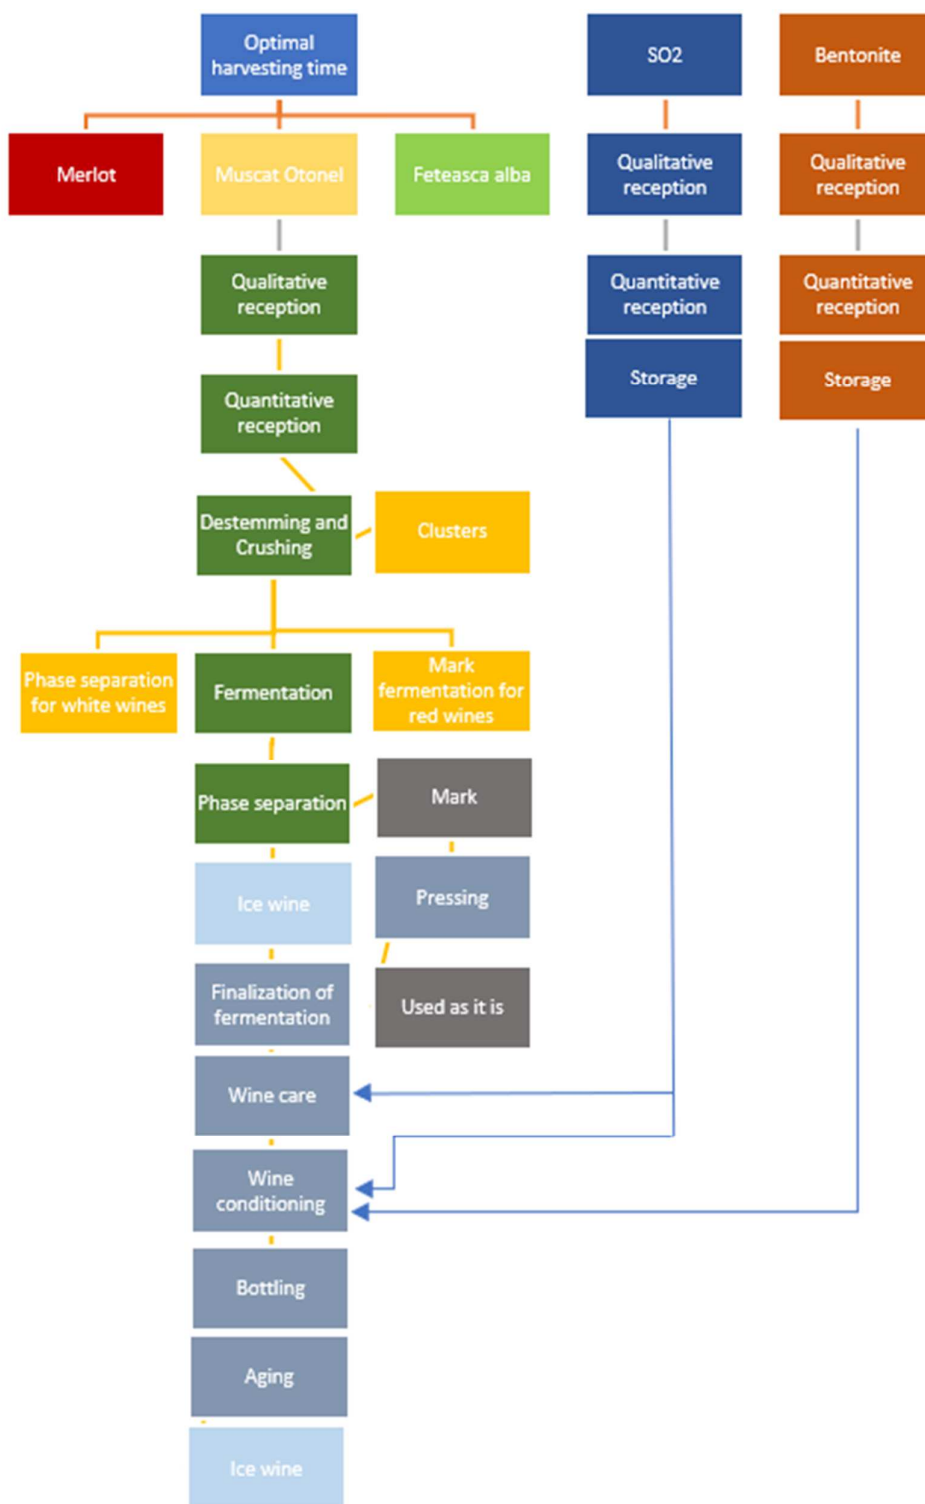 Optimal
harvesting time
SO2
Bentonite
Merlot
Muscat Otonel
Feteasca alba
Qualitative
reception
Qualitative
reception
Qualitative
reception
Quantitative
reception
Quantitative
reception
Quantitative
reception
Storage
Storage
Destemming and
Crushing
Clusters
Phase separation
for white wines
Fermentation
Mark
fermentation for
red wines
Phase separation
Mark
Ice wine
Pressing
Finalization of
fermentation
Used as it is
Wine care
Wine
conditioning
Bottling
Aging
Ice wine